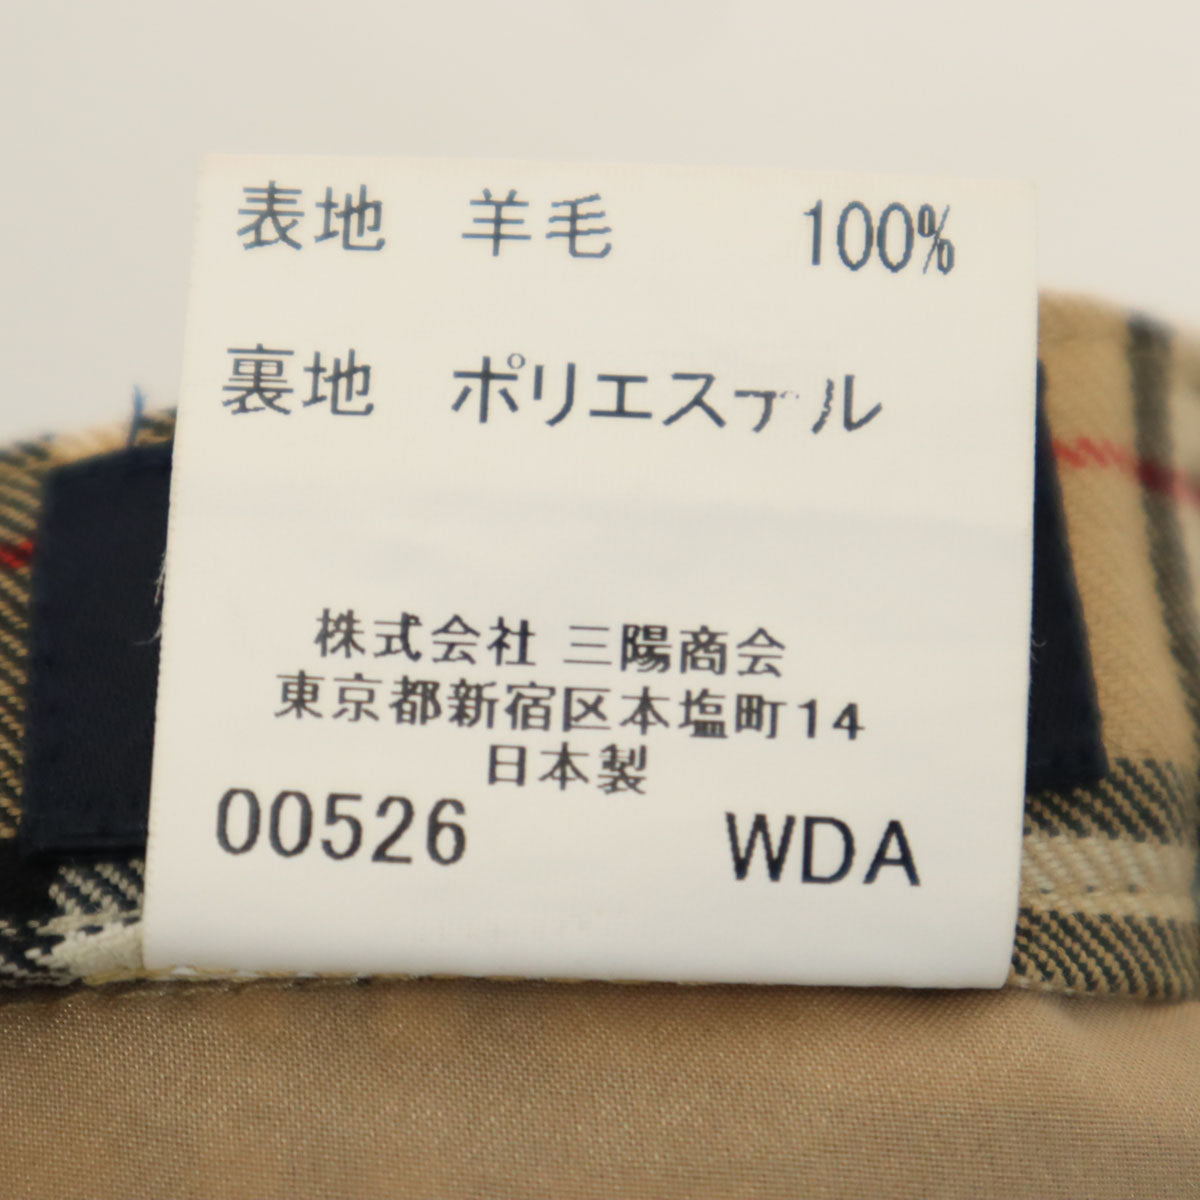 表地 羊毛 100%
裏地 ポリエステル
株式会社 三陽商会
東京都新宿区本塩町14
日本製
00526 WDA